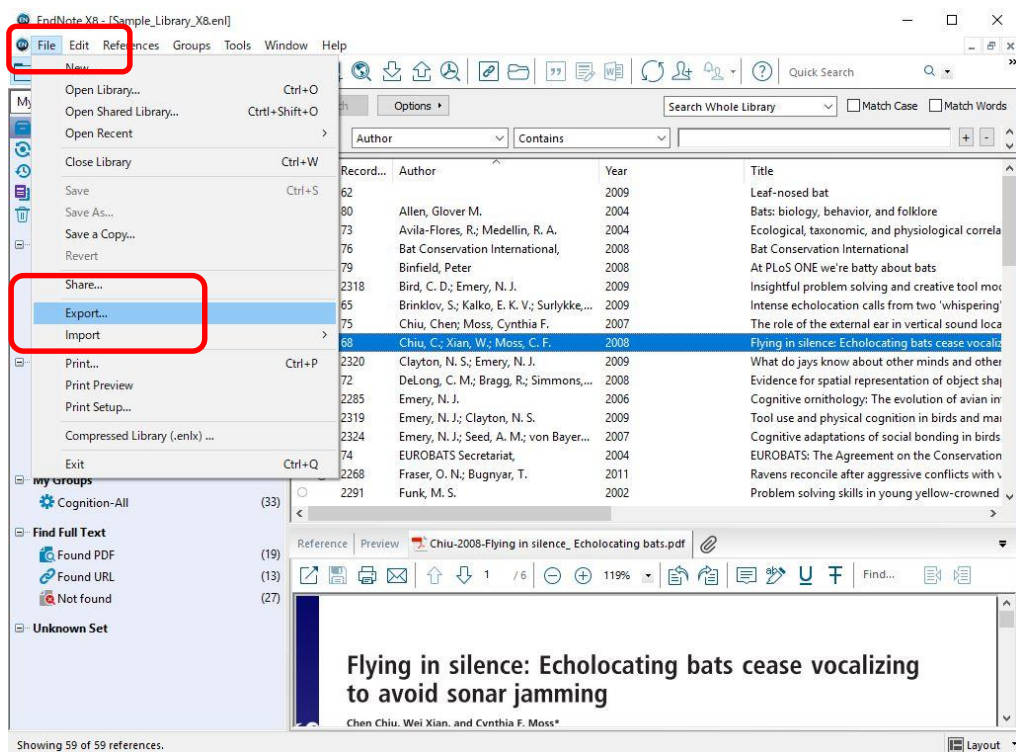 EndNote X8 - [Sample_Library_X8.enl]
File Edit References Groups Tools Window Help
New...
Quick Search
Open Library... Ctrl+O
Open Shared Library... Ctrtl+Shift+O
Open Recent
Close Library Ctrl+W
Save Ctrl+S
Save As...
Save a Copy...
Revert
Share...
Export...
Import
Print... Ctrl+P
Print Preview
Print Setup...
Compressed Library (.enlx) ...
Exit Ctrl+Q
My Groups
Cognition-All (33)
Find Full Text
Found PDF (19)
Found URL (13)
Not found (27)
Unknown Set
Options Search Whole Library Match Case Match Words
Author Contains + -
Record... Author Year Title
62 2009 Leaf-nosed bat
80 Allen, Glover M. 2004 Bats: biology, behavior, and folklore
73 Avila-Flores, R.; Medellin, R. A. 2004 Ecological, taxonomic, and physiological correla
76 Bat Conservation International, 2008 Bat Conservation International
79 Binfield, Peter 2008 At PLoS ONE we're batty about bats
2318 Bird, C. D.; Emery, N. J. 2009 Insightful problem solving and creative tool mod
65 Brinklov, S.; Kalko, E. K. V.; Surlykke,... 2009 Intense echolocation calls from two 'whispering'
75 Chiu, Chen; Moss, Cynthia F. 2007 The role of the external ear in vertical sound loca
68 Chiu, C.; Xian, W.; Moss, C. F. 2008 Flying in silence: Echolocating bats cease vocaliz
2320 Clayton, N. S.; Emery, N. J. 2009 What do jays know about other minds and other
72 DeLong, C. M.; Bragg, R.; Simmons,... 2008 Evidence for spatial representation of object shap
2285 Emery, N. J. 2006 Cognitive ornithology: The evolution of avian in
2319 Emery, N. J.; Clayton, N. S. 2009 Tool use and physical cognition in birds and mar
2324 Emery, N. J.; Seed, A. M.; von Bayer... 2007 Cognitive adaptations of social bonding in birds
74 EUROBATS Secretariat, 2004 EUROBATS: The Agreement on the Conservation
2268 Fraser, O. N.; Bugnyar, T. 2011 Ravens reconcile after aggressive conflicts with v
2291 Funk, M. S. 2002 Problem solving skills in young yellow-crowned
Reference Preview Chiu-2008-Flying in silence_ Echolocating bats.pdf
1 /6 119% Find...
Flying in silence: Echolocating bats cease vocalizing
to avoid sonar jamming
Chen Chiu, Wei Xian, and Cynthia F. Moss*
Showing 59 of 59 references. Layout